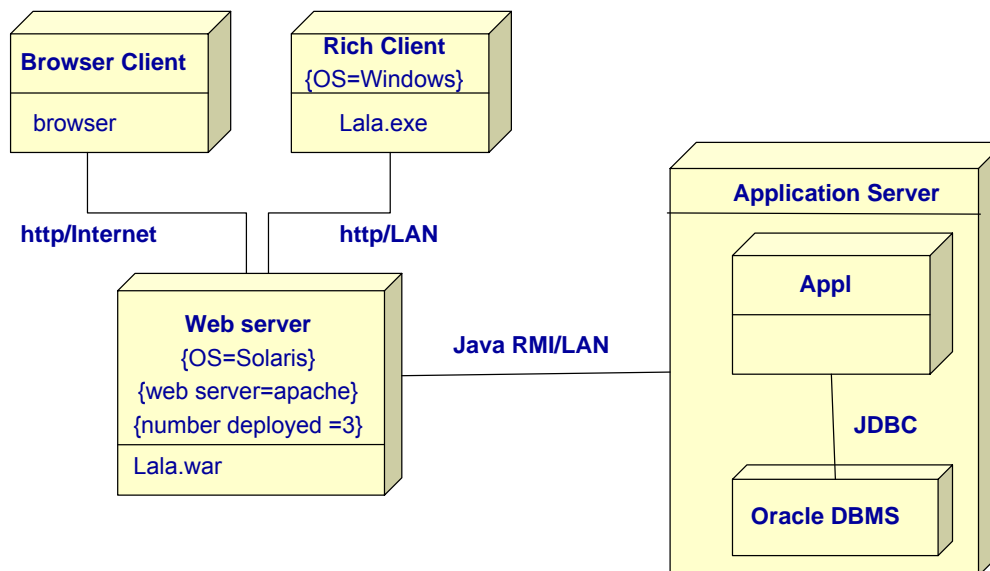 Browser Client
browser
Rich Client
{OS=Windows}
Lala.exe
http/Internet
http/LAN
Web server
{OS=Solaris}
{web server=apache}
{number deployed =3}
Lala.war
Java RMI/LAN
Application Server
Appl
JDBC
Oracle DBMS